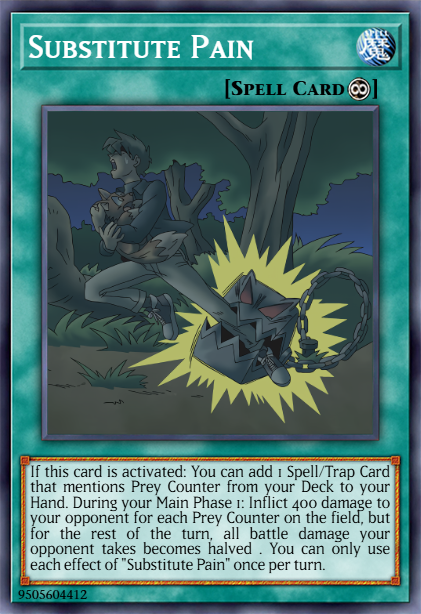 Substitute Pain
魔
[Spell Card]
If this card is activated: You can add 1 Spell/Trap Card
that mentions Prey Counter from your Deck to your
Hand. During your Main Phase 1: Inflict 400 damage to
your opponent for each Prey Counter on the field, but
for the rest of the turn, all battle damage your
opponent takes becomes halved . You can only use
each effect of "Substitute Pain" once per turn.
9505604412